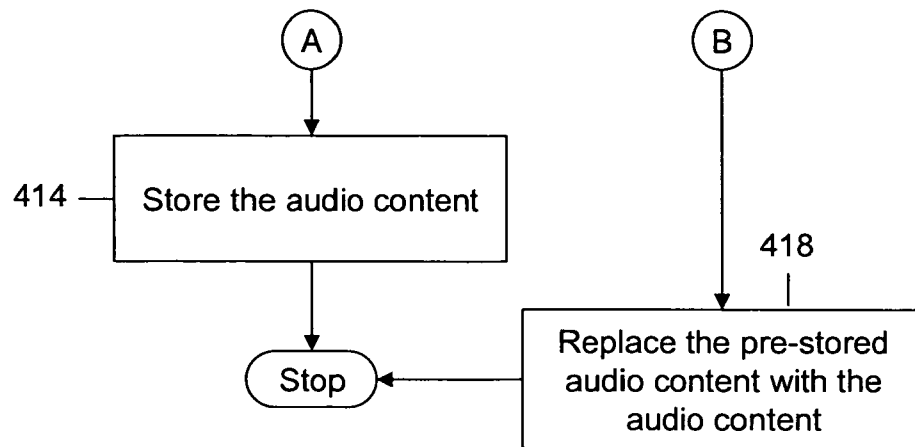 A
B
414
Store the audio content
418
Replace the pre-stored
audio content with the
audio content
Stop